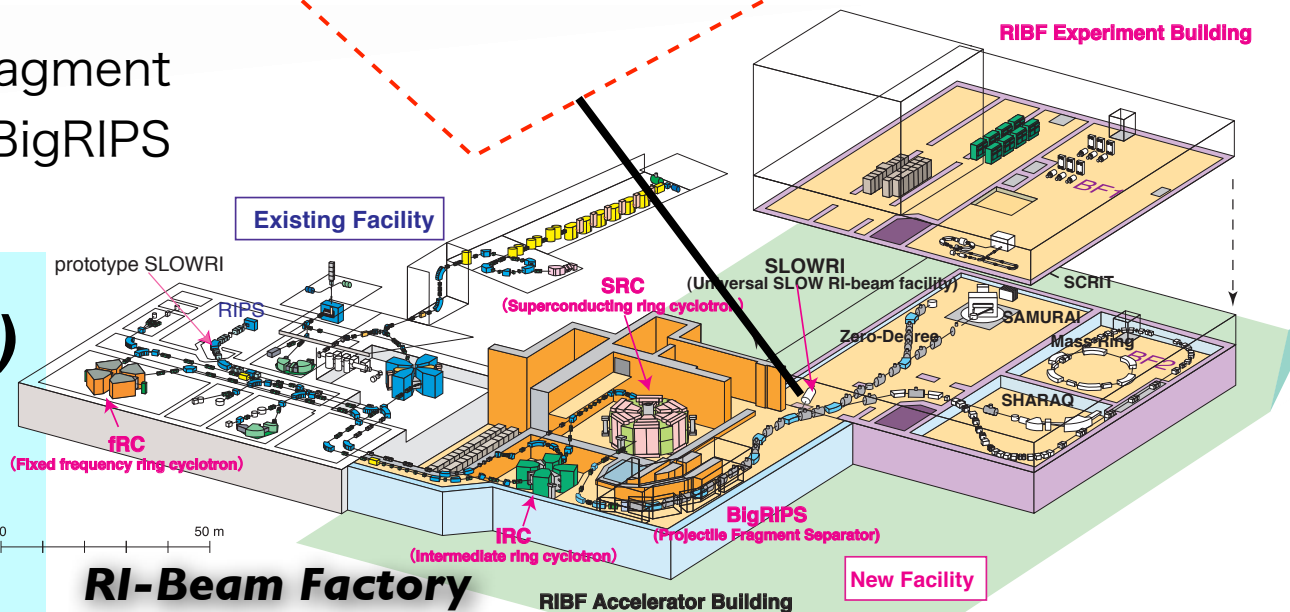 agment
BigRIPS
RIBF Experiment Building
Existing Facility
prototype SLOWRI
RIPS
SRC
(Superconducting ring cyclotron)
SLOWRI
(Universal SLOW RI-beam facility)
BF1
SCRIT
SAMURAI
Zero-Degree
Mass-Ring
BF2
SHARAQ
)
fRC
(Fixed frequency ring cyclotron)
IRC
(Intermediate ring cyclotron)
BigRIPS
(Projectile Fragment Separator)
0 50 m
New Facility
RI-Beam Factory
RIBF Accelerator Building